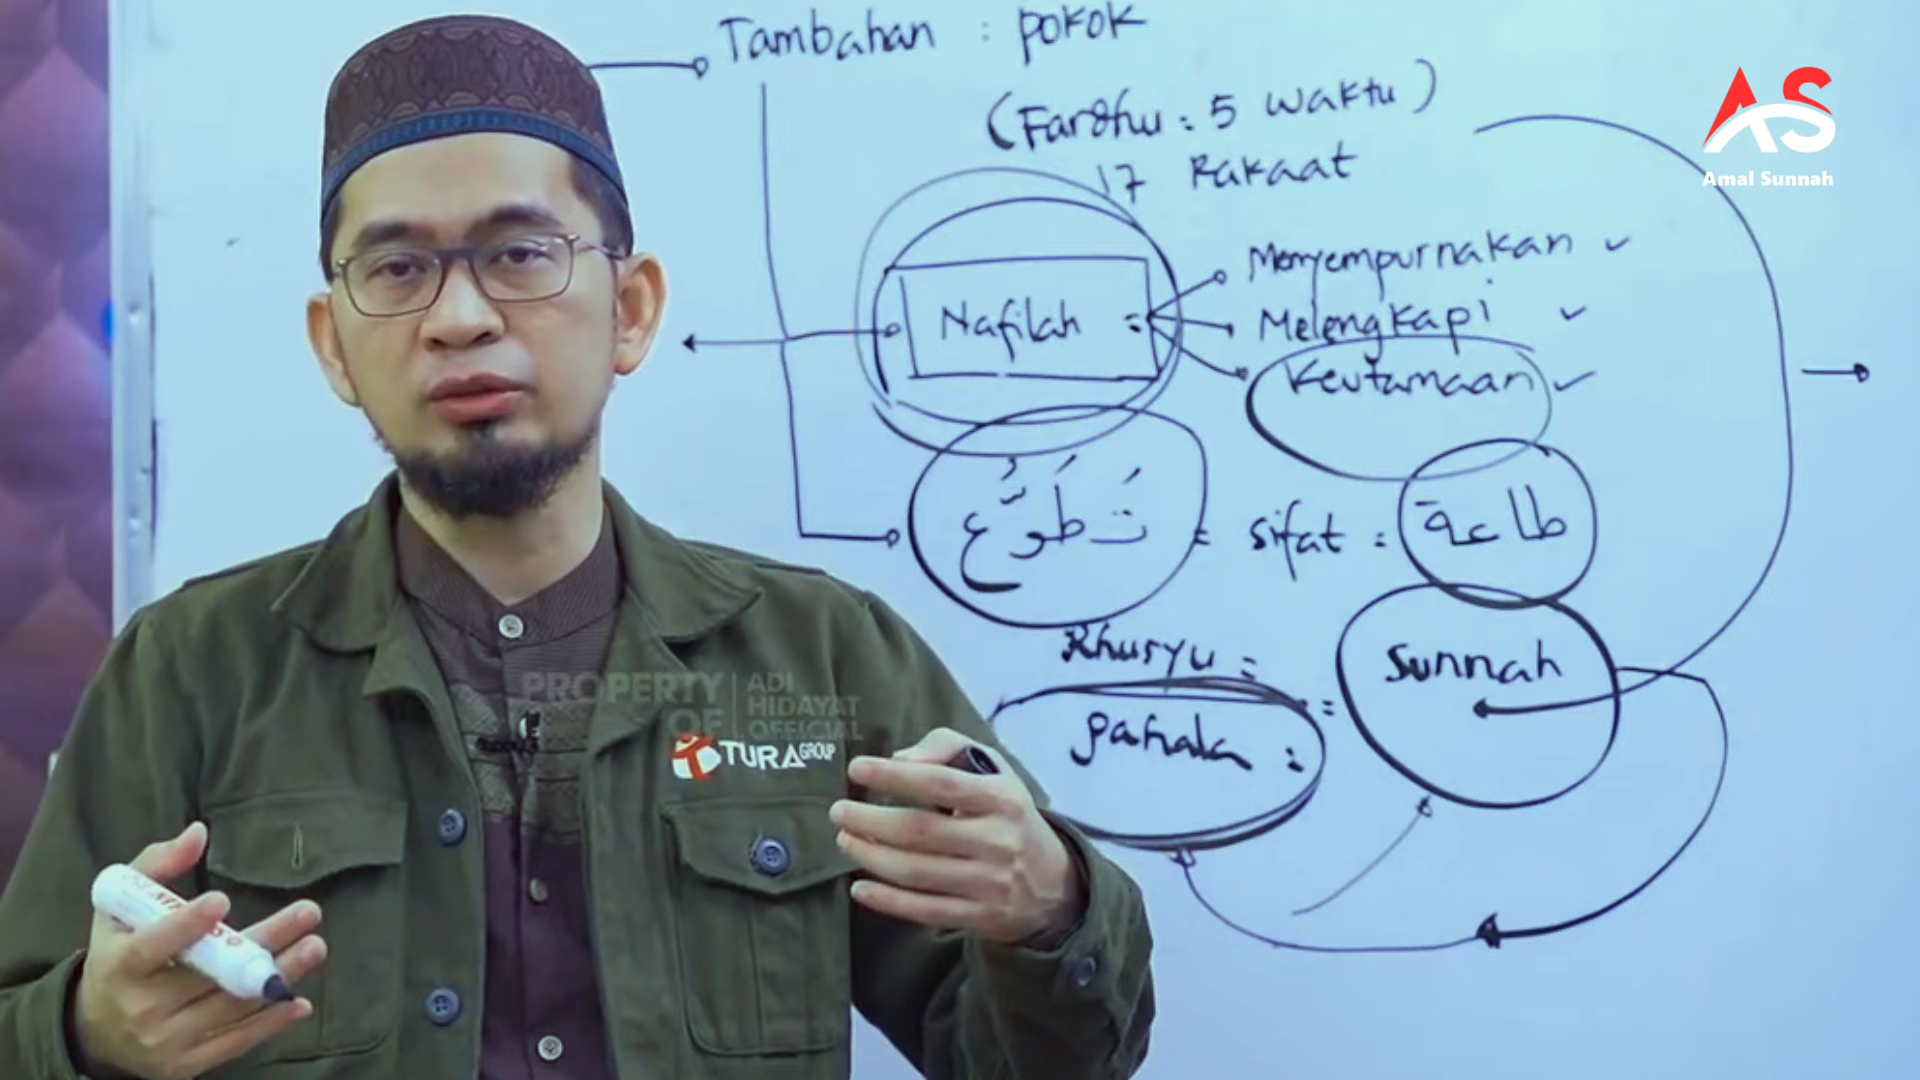 Tambahan : pokok
(Fardhu : 5 waktu)
17 Rakaat
AS
Amal Sunnah
Menyempurnakan ✓
Nafilah =
Melengkapi ✓
Keutamaan ✓
تَطَوُّع = sifat : طاعة
Khusyu =
Sunnah
pahala : =
PROPERTY OF | ADI HIDAYAT OFFICIAL
TURA GROUP